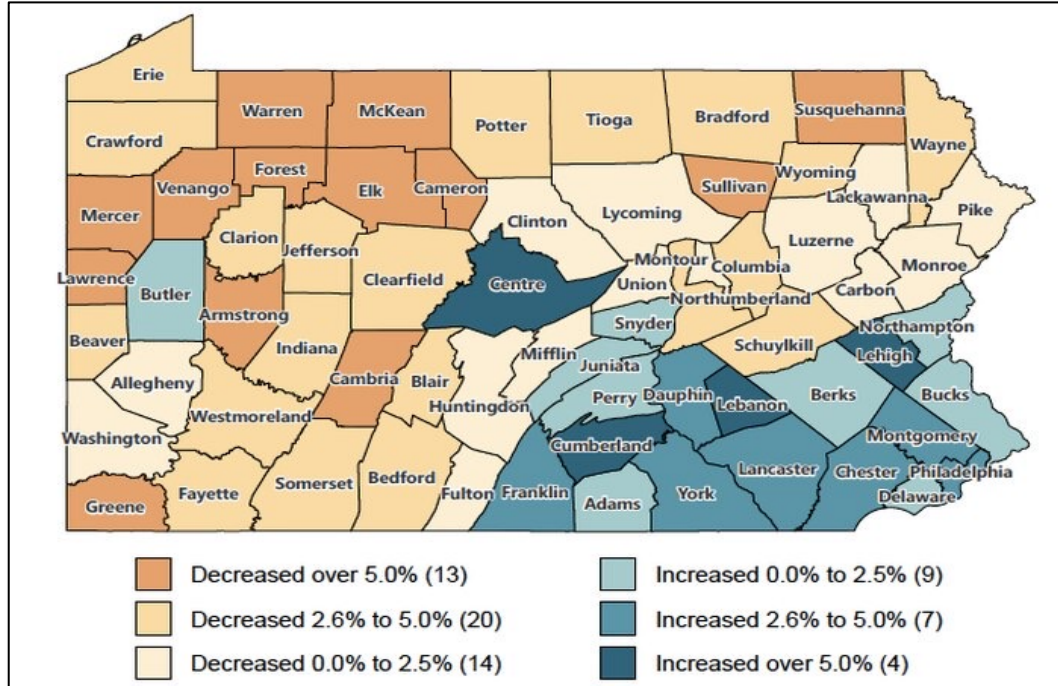 Erie
Warren
McKean
Susquehanna
Potter
Tioga
Bradford
Crawford
Wayne
Forest
Wyoming
Venango
Elk
Cameron
Sullivan
Lackawanna
Mercer
Clinton
Lycoming
Pike
Clarion
Jefferson
Luzerne
Montour
Columbia
Monroe
Lawrence
Clearfield
Centre
Union
Carbon
Butler
Armstrong
Northumberland
Snyder
Northampton
Beaver
Indiana
Schuylkill
Lehigh
Mifflin
Juniata
Allegheny
Cambria
Blair
Huntingdon
Perry
Dauphin
Lebanon
Berks
Bucks
Westmoreland
Washington
Cumberland
Montgomery
Lancaster
Chester
Philadelphia
Somerset
Bedford
Fulton
Franklin
Adams
York
Delaware
Greene
Fayette
Decreased over 5.0% (13)
Decreased 2.6% to 5.0% (20)
Decreased 0.0% to 2.5% (14)
Increased 0.0% to 2.5% (9)
Increased 2.6% to 5.0% (7)
Increased over 5.0% (4)